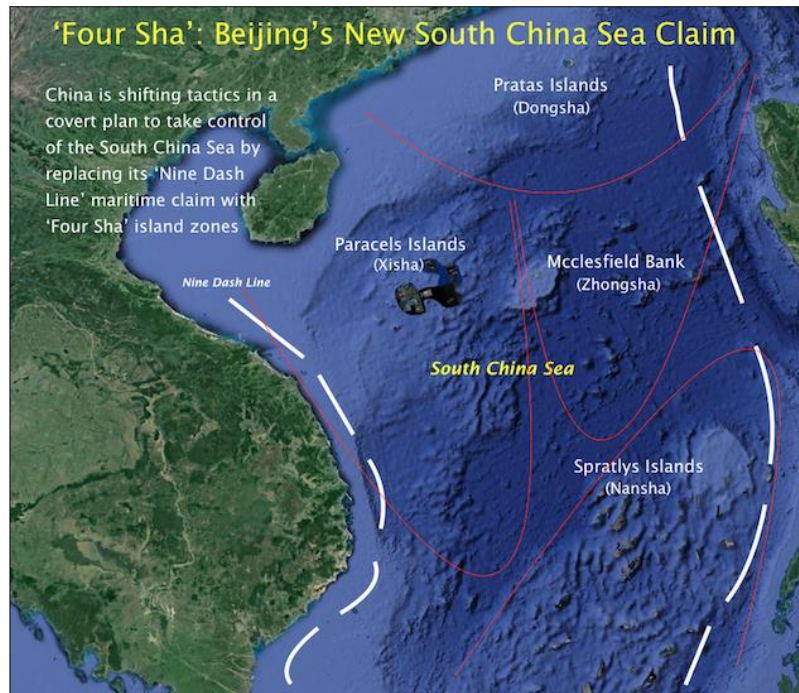 ‘Four Sha’: Beijing’s New South China Sea Claim
China is shifting tactics in a
covert plan to take control
of the South China Sea by
replacing its ‘Nine Dash
Line’ maritime claim with
‘Four Sha’ island zones
Pratas Islands
(Dongsha)
Paracels Islands
(Xisha)
Mcclesfield Bank
(Zhongsha)
Nine Dash Line
South China Sea
Spratlys Islands
(Nansha)